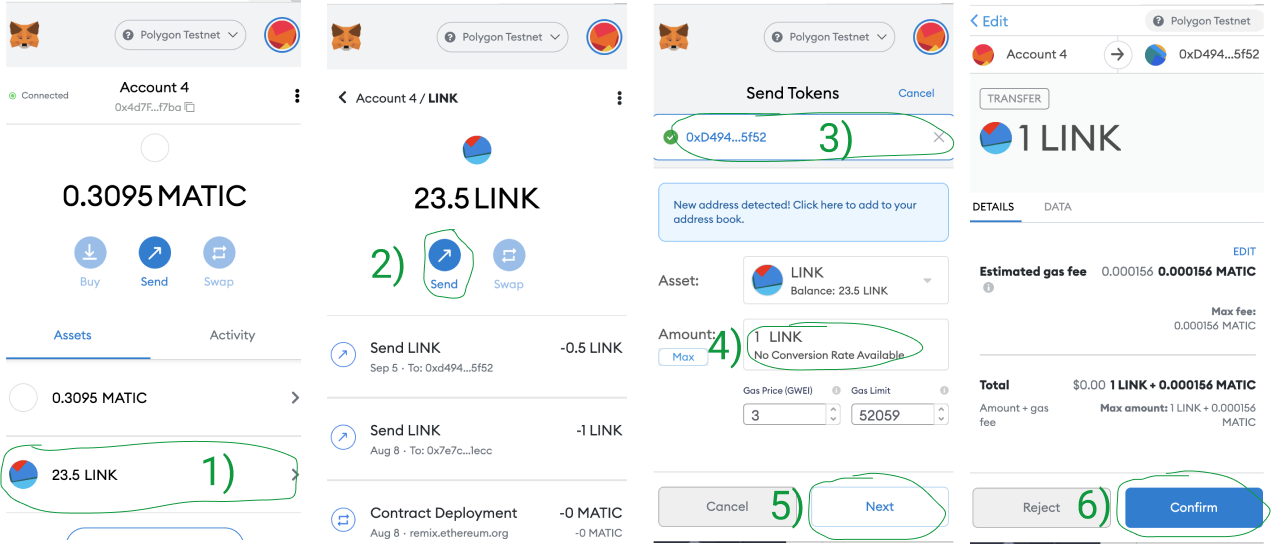 Polygon Testnet
Connected
Account 4
0x4d7F...f7ba
0.3095 MATIC
Buy
Send
Swap
Assets
Activity
0.3095 MATIC
23.5 LINK
1)
Polygon Testnet
Account 4 / LINK
23.5 LINK
2)
Send
Swap
Send LINK
-0.5 LINK
Sep 5 · To: 0xd494...5f52
Send LINK
-1 LINK
Aug 8 · To: 0x7e7c...1ecc
Contract Deployment
-0 MATIC
Aug 8 · remix.ethereum.org
-0 MATIC
Polygon Testnet
Send Tokens
Cancel
0xD494...5f52
3)
New address detected! Click here to add to your
address book.
Asset:
LINK
Balance: 23.5 LINK
Amount:
Max
4)
1 LINK
No Conversion Rate Available
Gas Price (GWEI)
Gas Limit
3
52059
Cancel
5)
Next
Edit
Polygon Testnet
Account 4
0xD494...5f52
TRANSFER
1 LINK
DETAILS
DATA
EDIT
Estimated gas fee
0.000156 0.000156 MATIC
Max fee:
0.000156 MATIC
Total
$0.00 1 LINK + 0.000156 MATIC
Amount + gas
fee
Max amount: 1 LINK + 0.000156
MATIC
Reject
6)
Confirm